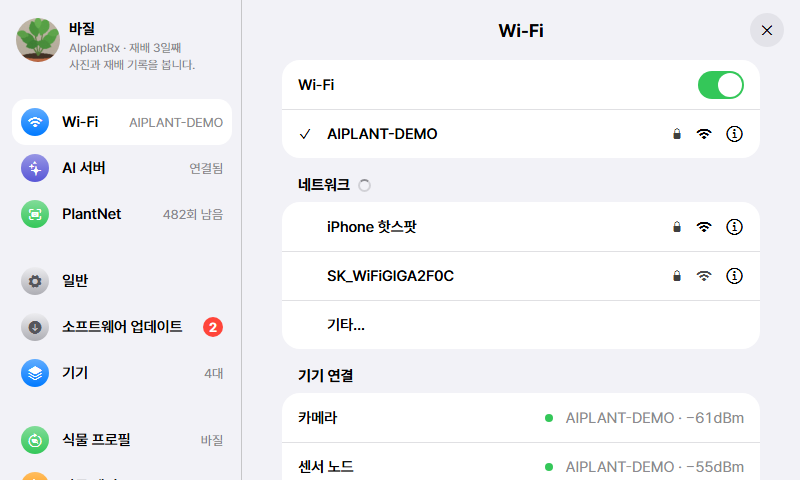 바질
AIplantRx · 재배 3일째
사진과 재배 기록을 봅니다.
Wi-Fi AIPLANT-DEMO
AI 서버 연결됨
PlantNet 482회 남음
일반
소프트웨어 업데이트 2
기기 4대
식물 프로필 바질
Wi-Fi
Wi-Fi
AIPLANT-DEMO
네트워크
iPhone 핫스팟
SK_WiFiGIGA2F0C
기타...
기기 연결
카메라 AIPLANT-DEMO · −61dBm
센서 노드 AIPLANT-DEMO · −55dBm